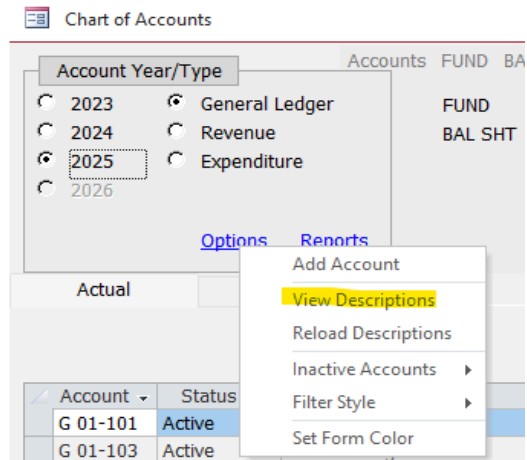 Chart of Accounts
Account Year/Type
Accounts FUND BA
2023 General Ledger FUND
2024 Revenue BAL SHT
2025 Expenditure
2026
Options Reports
Add Account
Actual
View Descriptions
Reload Descriptions
Inactive Accounts
Account Status
Filter Style
G 01-101 Active
Set Form Color
G 01-103 Active